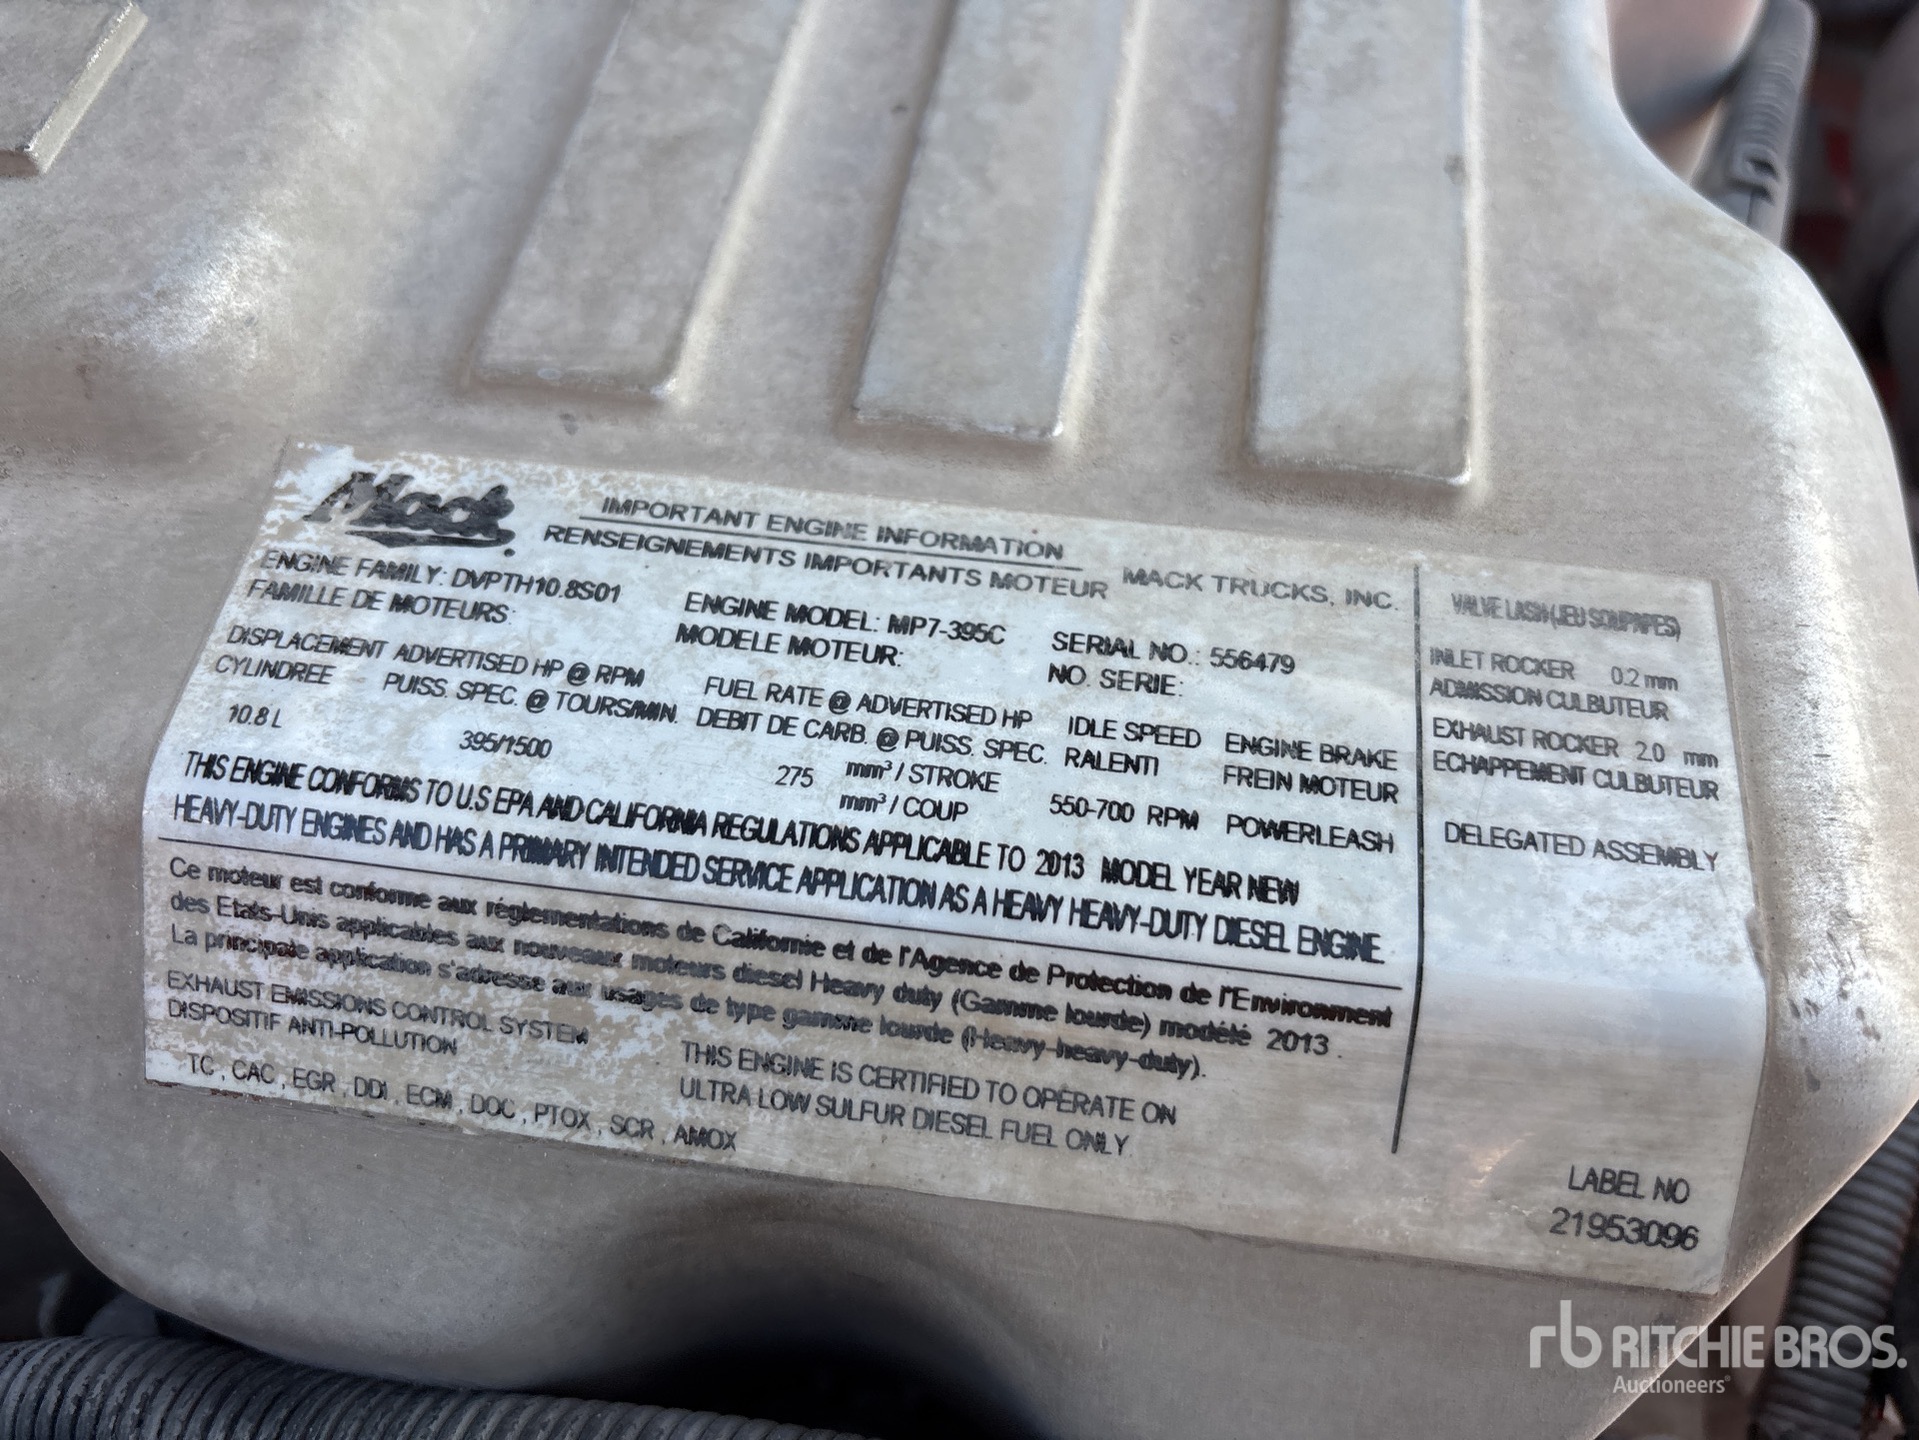 Mack
IMPORTANT ENGINE INFORMATION
RENSEIGNEMENTS IMPORTANTS MOTEUR
MACK TRUCKS, INC.
ENGINE FAMILY: DVPTH10.8S01
FAMILLE DE MOTEURS:
ENGINE MODEL: MP7-395C
MODELE MOTEUR:
SERIAL NO.: 556479
NO. SERIE:
DISPLACEMENT
CYLINDREE
10.8 L
ADVERTISED HP @ RPM
PUISS. SPEC. @ TOURS/MIN.
395/1500
FUEL RATE @ ADVERTISED HP
DEBIT DE CARB. @ PUISS. SPEC.
275 mm³ / STROKE
mm³ / COUP
IDLE SPEED
RALENTI
550-700 RPM
ENGINE BRAKE
FREIN MOTEUR
POWERLEASH
THIS ENGINE CONFORMS TO U.S EPA AND CALIFORNIA REGULATIONS APPLICABLE TO 2013 MODEL YEAR NEW
HEAVY-DUTY ENGINES AND HAS A PRIMARY INTENDED SERVICE APPLICATION AS A HEAVY HEAVY-DUTY DIESEL ENGINE.
Ce moteur est conforme aux réglementations de Californie et de l'Agence de Protection de l'Environment
des Etats-Unis applicables aux nouveaux moteurs diesel Heavy duty (Gamme lourde) modélé 2013 .
La principale application s'adresse aux usages de type gamme lourde (Heavy-heavy-duty).
EXHAUST EMISSIONS CONTROL SYSTEM
DISPOSITIF ANTI-POLLUTION
TC , CAC , EGR , DDI , ECM , DOC , PTOX , SCR , AMOX
THIS ENGINE IS CERTIFIED TO OPERATE ON
ULTRA LOW SULFUR DIESEL FUEL ONLY
VALVE LASH (JEU SOUPAPES)
INLET ROCKER 0.2 mm
ADMISSION CULBUTEUR
EXHAUST ROCKER 2.0 mm
ECHAPPEMENT CULBUTEUR
DELEGATED ASSEMBLY
LABEL NO
21953096
rb RITCHIE BROS.
Auctioneers®